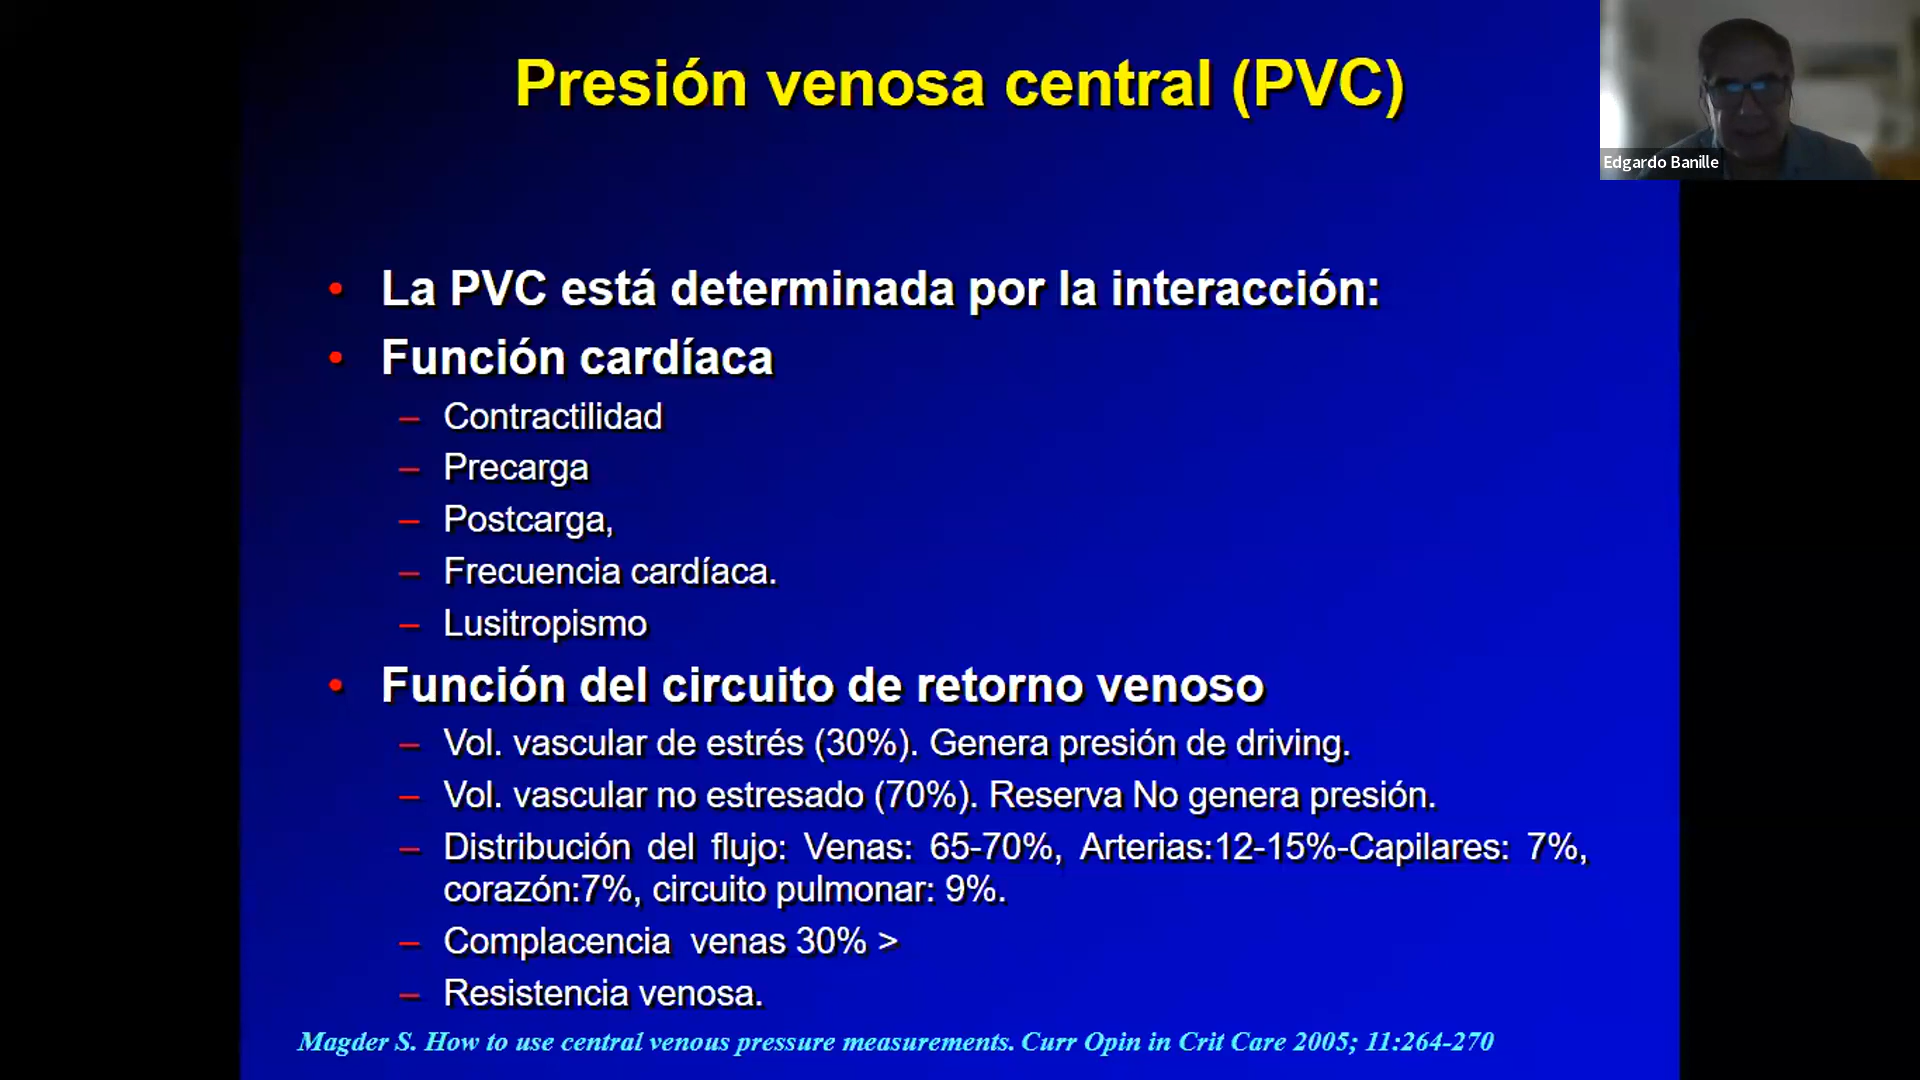 Presión venosa central (PVC)
Edgardo Banille
• La PVC está determinada por la interacción:
• Función cardíaca
– Contractilidad
– Precarga
– Postcarga,
– Frecuencia cardíaca.
– Lusitropismo
• Función del circuito de retorno venoso
– Vol. vascular de estrés (30%). Genera presión de driving.
– Vol. vascular no estresado (70%). Reserva No genera presión.
– Distribución del flujo: Venas: 65-70%, Arterias:12-15%-Capilares: 7%,
corazón:7%, circuito pulmonar: 9%.
– Complacencia  venas 30% >
– Resistencia venosa.
Magder S. How to use central venous pressure measurements. Curr Opin in Crit Care 2005; 11:264-270